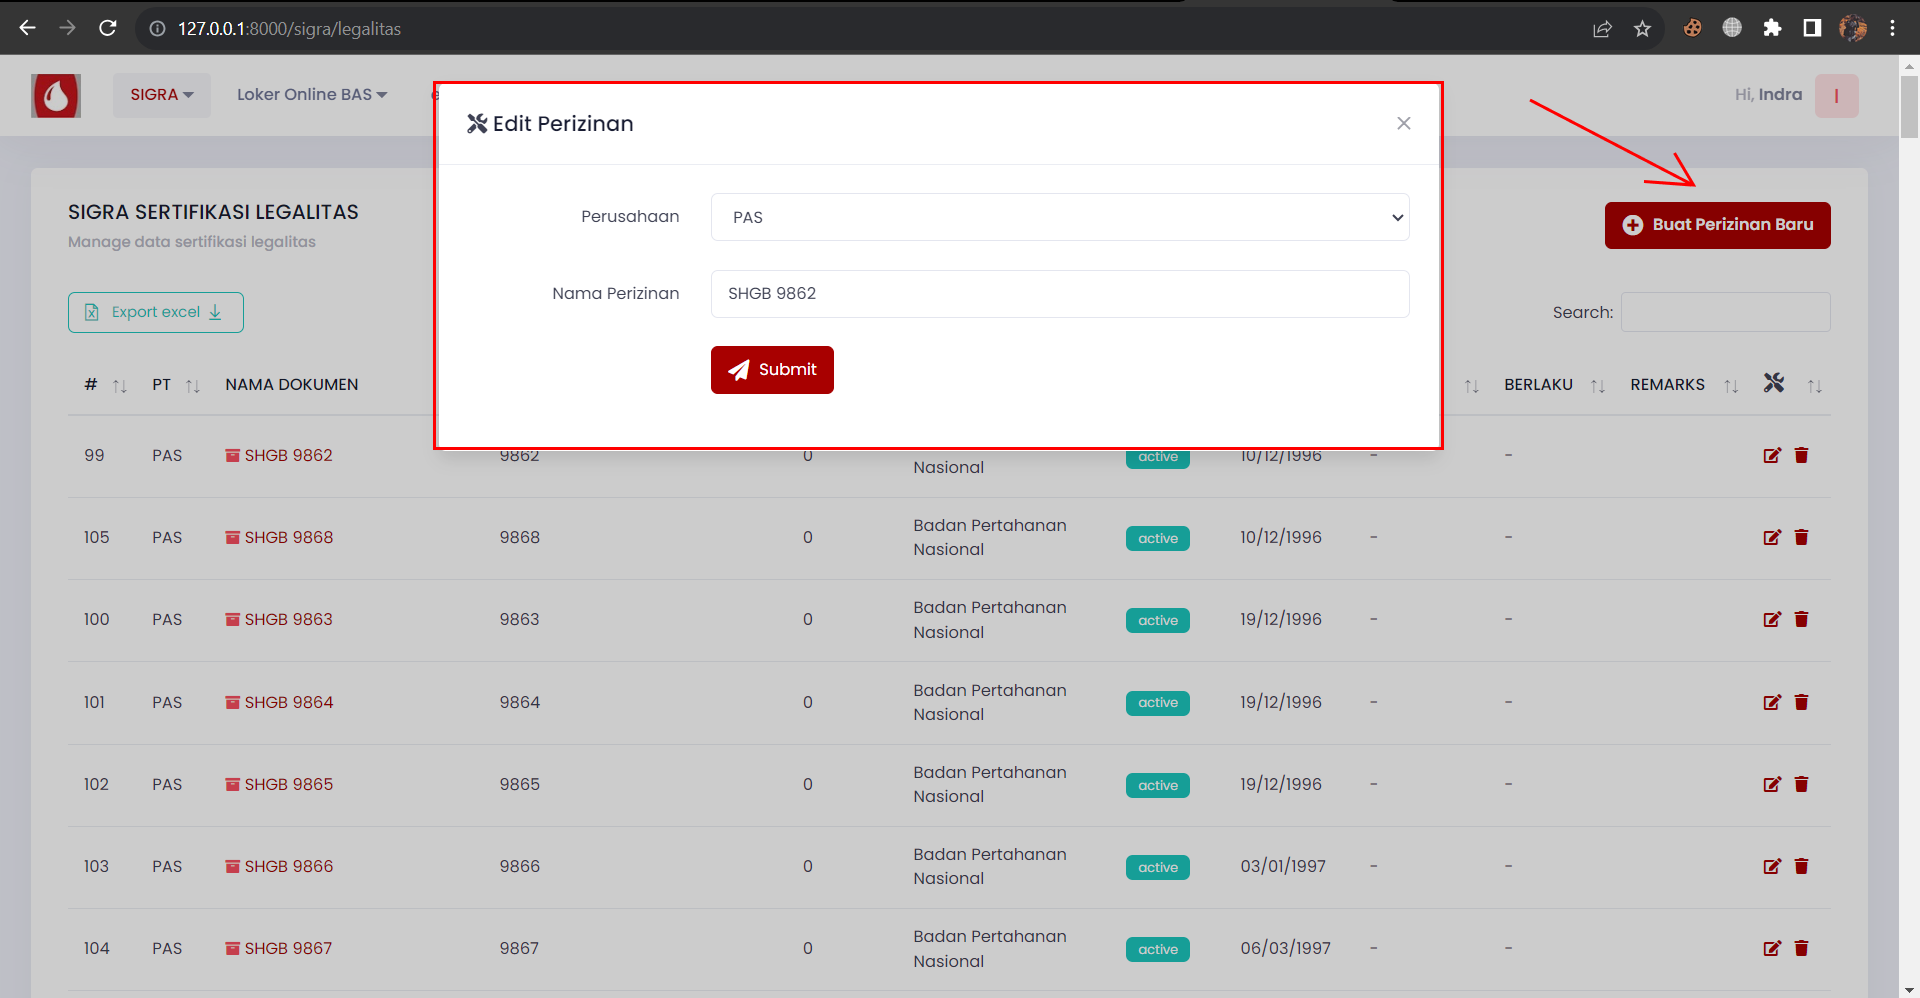 127.0.0.1:8000/sigra/legalitas
SIGRA
Loker Online BAS
Hi, Indra
I
Edit Perizinan
Perusahaan
PAS
Nama Perizinan
SHGB 9862
Submit
SIGRA SERTIFIKASI LEGALITAS
Manage data sertifikasi legalitas
Buat Perizinan Baru
Export excel
Search:
# PT NAMA DOKUMEN BERLAKU REMARKS
99 PAS SHGB 9862 9862 0 Nasional active 10/12/1996 - -
105 PAS SHGB 9868 9868 0 Badan Pertahanan active 10/12/1996 - -
Nasional
100 PAS SHGB 9863 9863 0 Badan Pertahanan active 19/12/1996 - -
Nasional
101 PAS SHGB 9864 9864 0 Badan Pertahanan active 19/12/1996 - -
Nasional
102 PAS SHGB 9865 9865 0 Badan Pertahanan active 19/12/1996 - -
Nasional
103 PAS SHGB 9866 9866 0 Badan Pertahanan active 03/01/1997 - -
Nasional
104 PAS SHGB 9867 9867 0 Badan Pertahanan active 06/03/1997 - -
Nasional